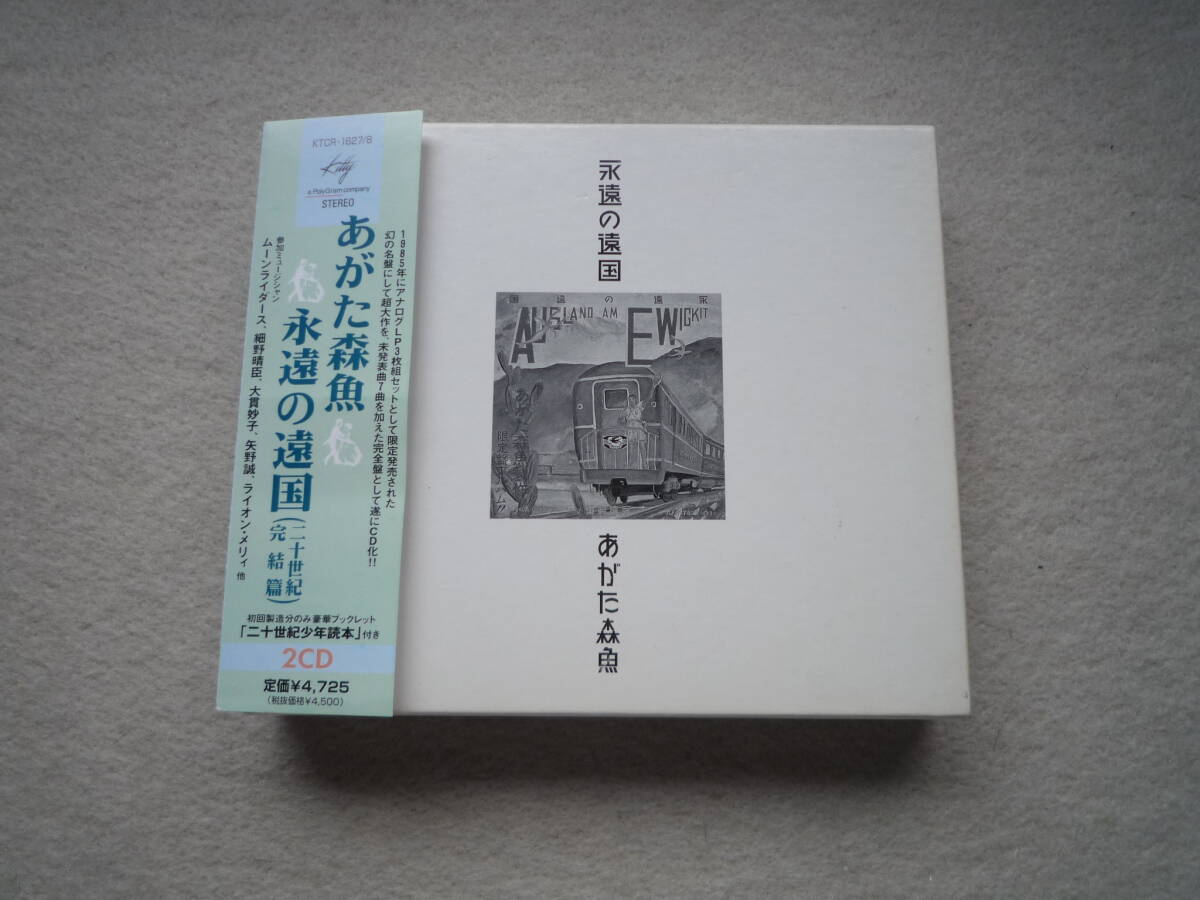 KTCR-1627/8
Kitty
a PolyGram company
STEREO
1985年にアナログLP3枚組セットとして限定発売された
幻の名盤にして超大作を、未発表曲7曲を加えた完全盤として遂にCD化!!
あがた森魚
永遠の遠国(二十世紀完結篇)
参加ミュージシャン
ムーンライダース、細野晴臣、大貫妙子、矢野誠、ライオン・メリィ 他
初回製造分のみ豪華ブックレット
「二十世紀少年読本」付き
2CD
定価¥4,725
(税抜価格¥4,500)
永遠の遠国
国遠の遠永
AUSLAND AM EWIGKIT
あがた森魚